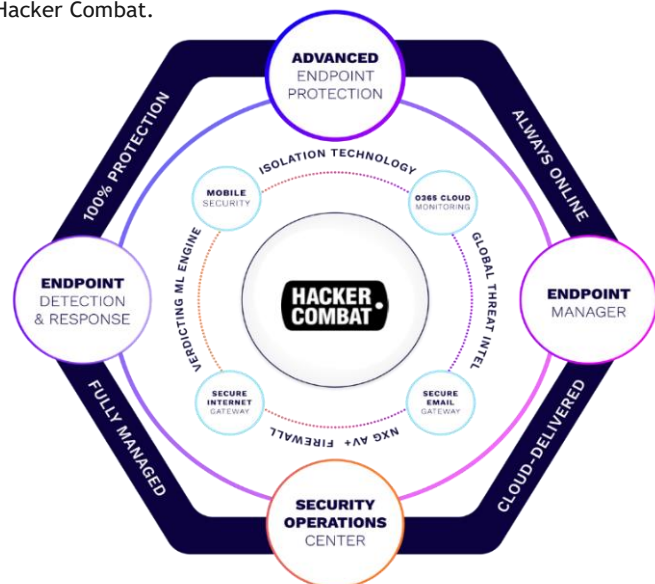 Hacker Combat.
ADVANCED
ENDPOINT
PROTECTION
100% PROTECTION
ALWAYS ONLINE
ISOLATION TECHNOLOGY
MOBILE
SECURITY
O365 CLOUD
MONITORING
VERDICTING ML ENGINE
GLOBAL THREAT INTEL
ENDPOINT
DETECTION
& RESPONSE
HACKER
COMBAT
ENDPOINT
MANAGER
SECURE
INTERNET
GATEWAY
SECURE
EMAIL
GATEWAY
NXG AV+ FIREWALL
FULLY MANAGED
CLOUD-DELIVERED
SECURITY
OPERATIONS
CENTER